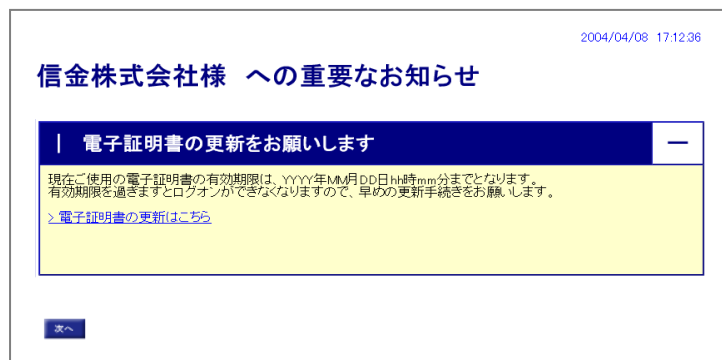 2004/04/08 17:12:36
信金株式会社様 への重要なお知らせ
| 電子証明書の更新をお願いします
現在ご使用の電子証明書の有効期限は、YYYY年MM月DD日hh時mm分までとなります。
有効期限を過ぎますとログオンができなくなりますので、早めの更新手続きをお願いします。
> 電子証明書の更新はこちら
次へ